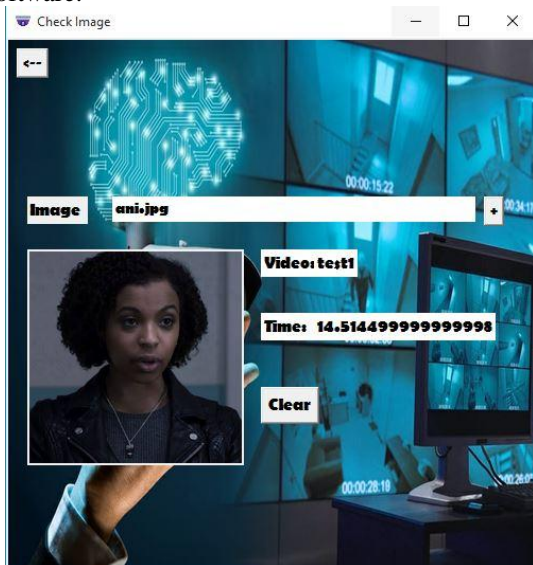 Check Image
<--
00:00:15:22
Image ani.jpg +
Video: test1
Time: 14.514499999999998
Clear
00:00:28:19